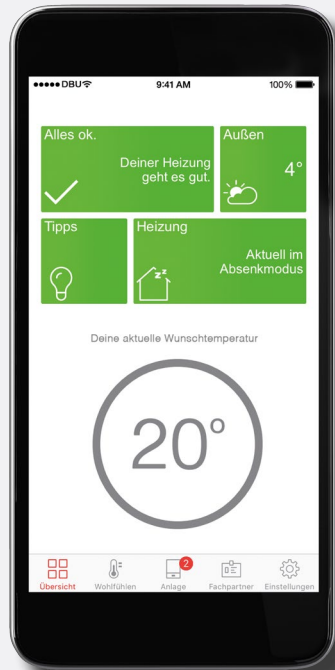 DBU 9:41 AM 100%
Alles ok.
Deiner Heizung
geht es gut.
Außen
4°
Tipps
Heizung
zz
Aktuell im
Absenkmodus
Deine aktuelle Wunschtemperatur
20°
2
Übersicht Wohlfühlen Anlage Fachpartner Einstellungen